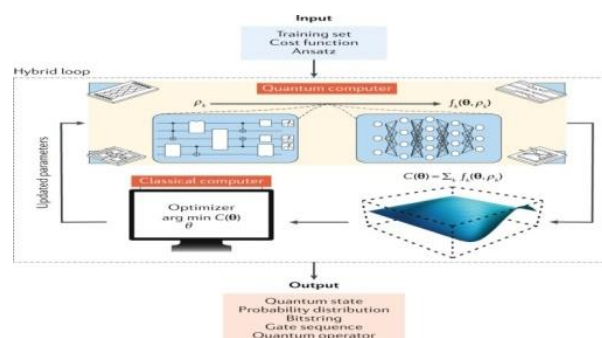 Input
Training set
Cost function
Ansatz
Hybrid loop
Quantum computer
ρₖ
fₖ(θ, ρₖ)
Updated parameters
C(θ) = Σₖ fₖ(θ, ρₖ)
Classical computer
Optimizer
arg min C(θ)
θ
Output
Quantum state
Probability distribution
Bitstring
Gate sequence
Quantum operator